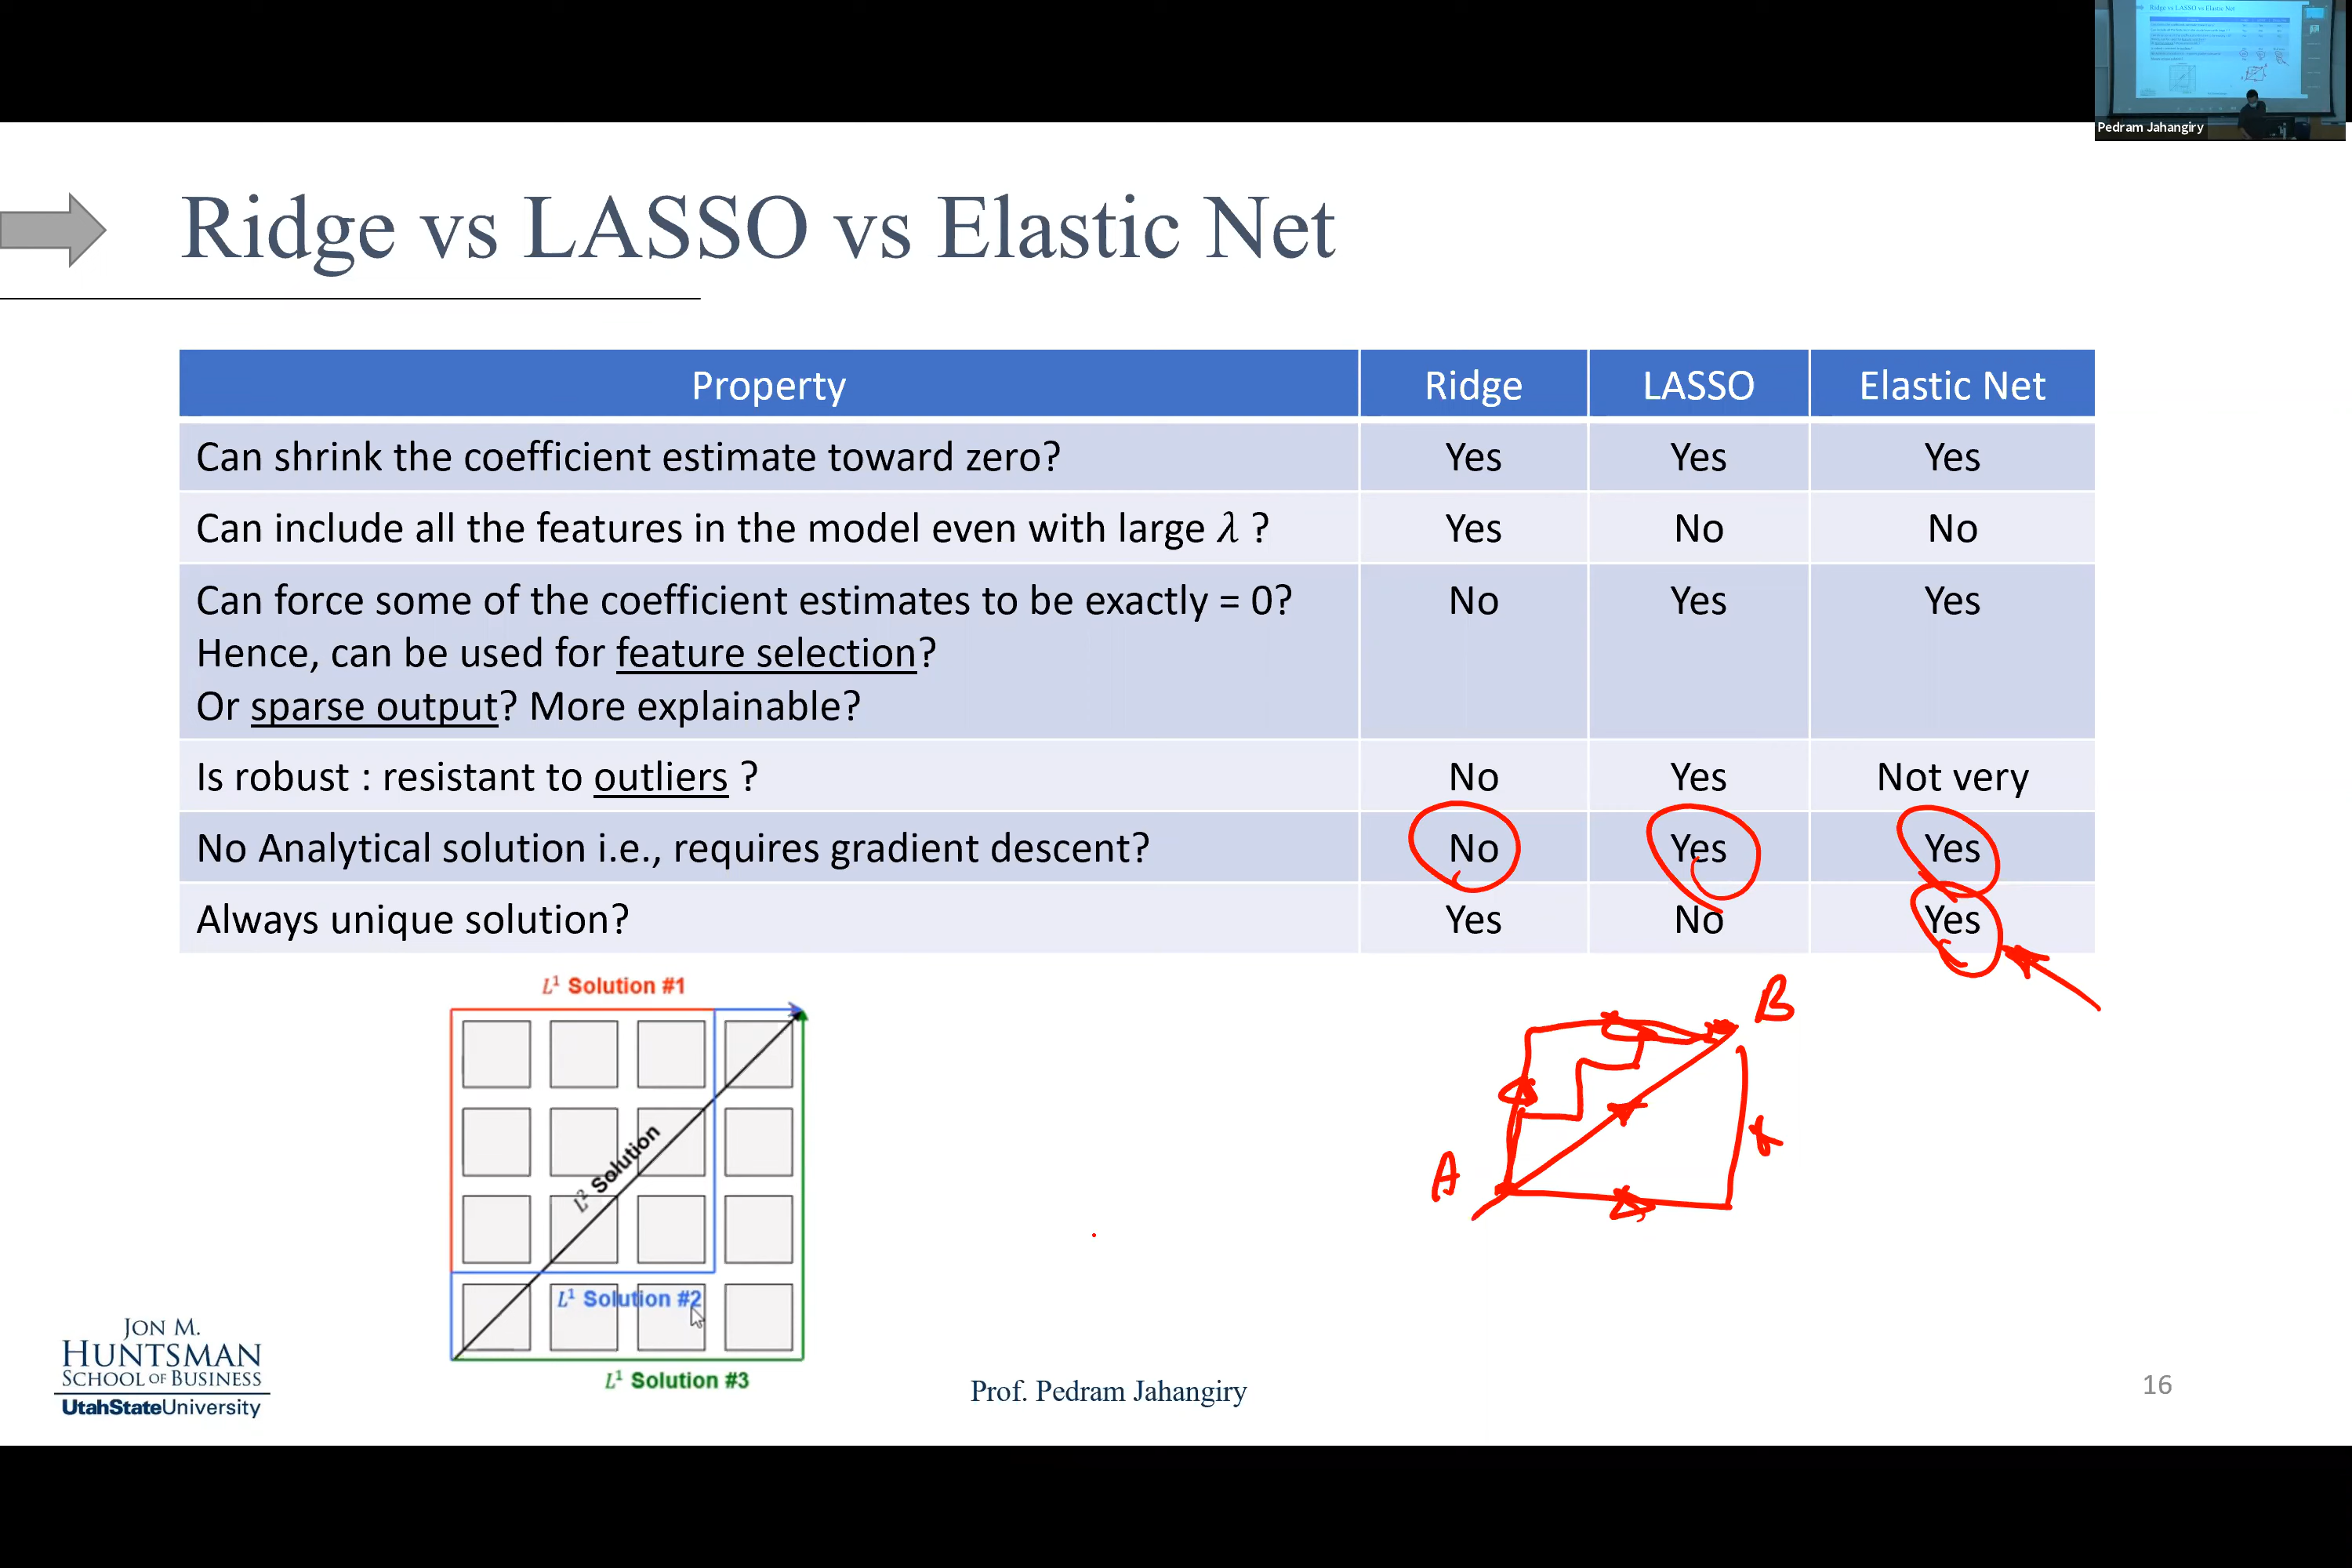 Pedram Jahangiry
Ridge vs LASSO vs Elastic Net
Property Ridge LASSO Elastic Net
Can shrink the coefficient estimate toward zero? Yes Yes Yes
Can include all the features in the model even with large λ ? Yes No No
Can force some of the coefficient estimates to be exactly = 0? No Yes Yes
Hence, can be used for feature selection?
Or sparse output? More explainable?
Is robust : resistant to outliers ? No Yes Not very
No Analytical solution i.e., requires gradient descent? No Yes Yes
Always unique solution? Yes No Yes
L¹ Solution #1
L² Solution
L¹ Solution #2
L¹ Solution #3
B
A
JON M.
HUNTSMAN
SCHOOL OF BUSINESS
UtahStateUniversity
Prof. Pedram Jahangiry
16